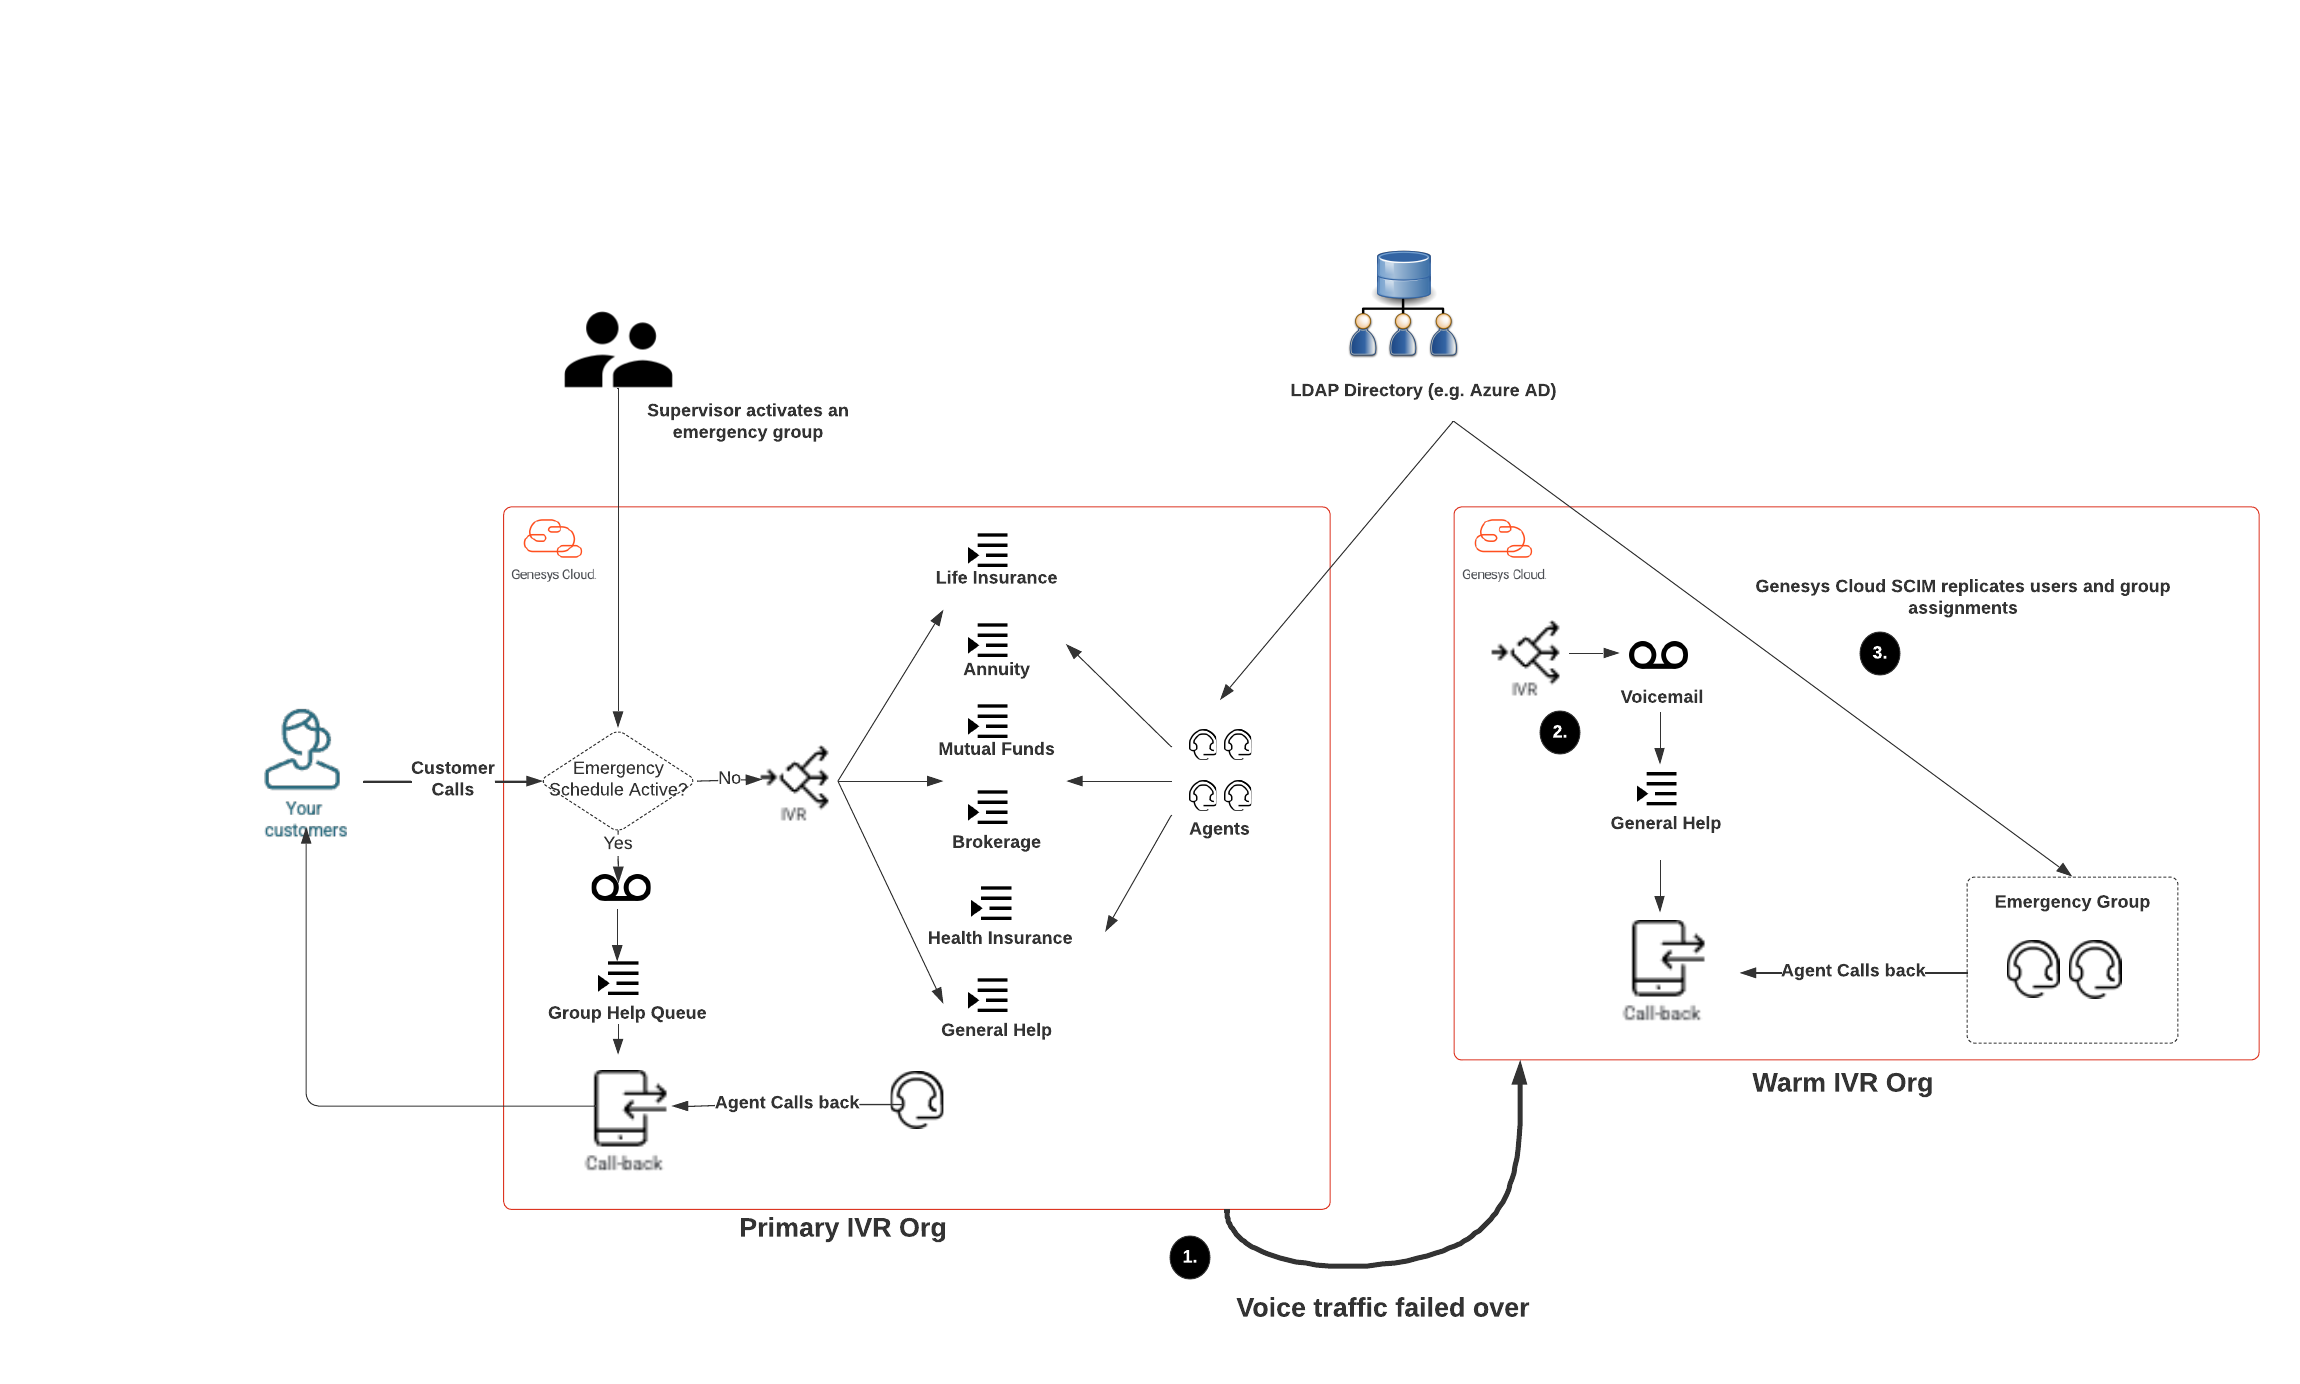 Supervisor activates an
emergency group
LDAP Directory (e.g. Azure AD)
Genesys Cloud.
Life Insurance
Annuity
Mutual Funds
Brokerage
Health Insurance
General Help
Your
customers
Customer
Calls
Emergency
Schedule Active?
No
IVR
Yes
Agents
Group Help Queue
Agent Calls back
Call-back
Primary IVR Org
Genesys Cloud.
Genesys Cloud SCIM replicates users and group
assignments
3.
IVR
Voicemail
2.
General Help
Emergency Group
Agent Calls back
Call-back
Warm IVR Org
1.
Voice traffic failed over